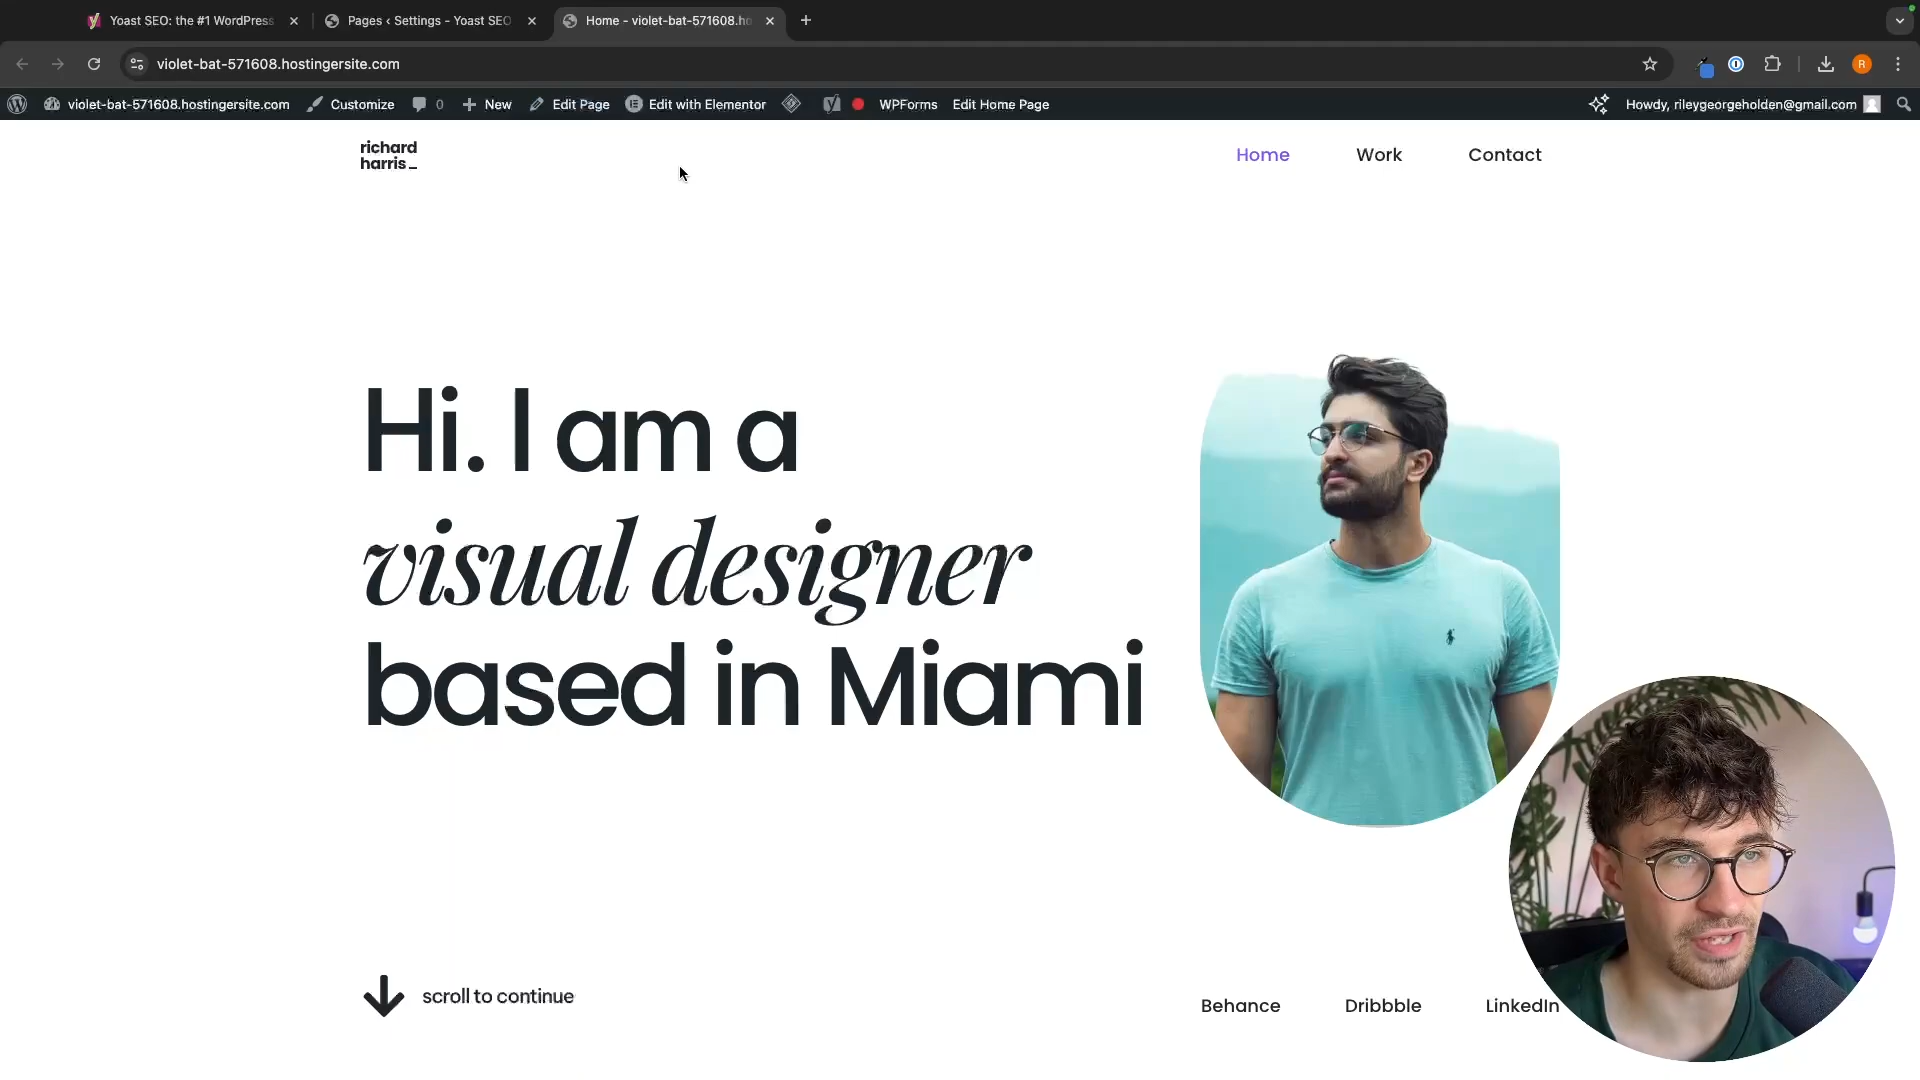 Yoast SEO: the #1 WordPress
Pages ‹ Settings - Yoast SEO
Home - violet-bat-571608.ho
violet-bat-571608.hostingersite.com
R
violet-bat-571608.hostingersite.com
Customize
0
New
Edit Page
Edit with Elementor
WPForms
Edit Home Page
Howdy, rileygeorgeholden@gmail.com
richard
harris_
Home
Work
Contact
Hi. I am a
visual designer
based in Miami
scroll to continue
Behance
Dribbble
LinkedIn